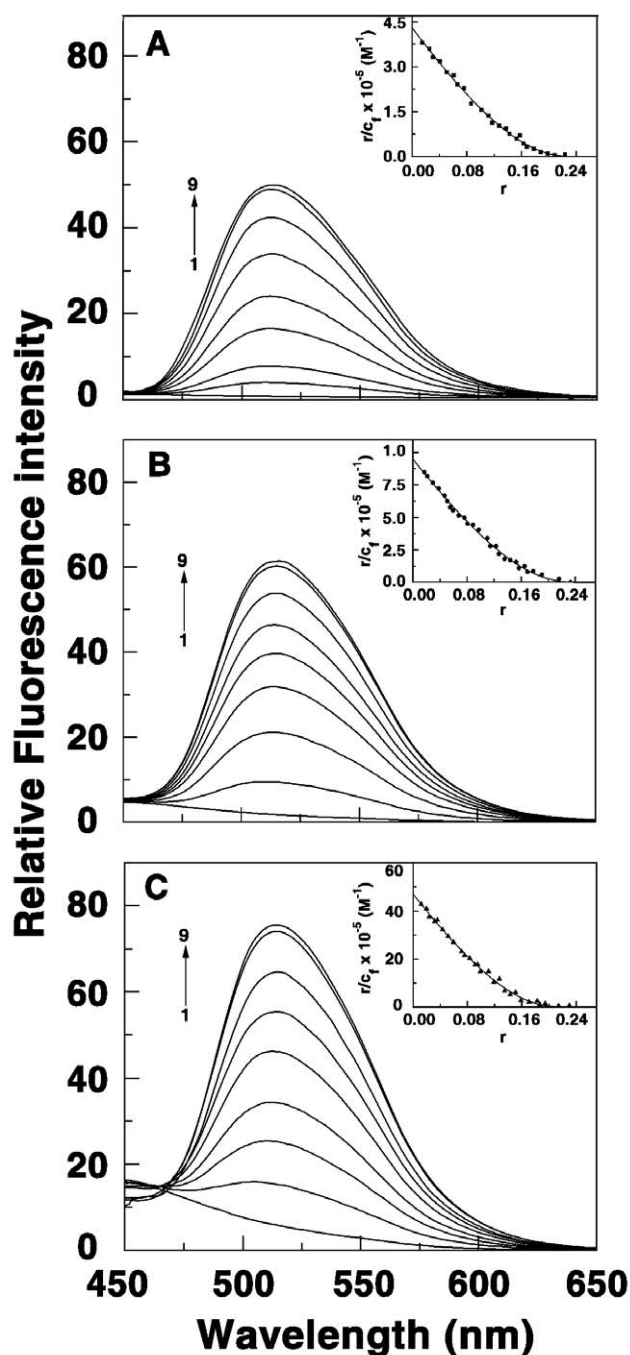 Relative Fluorescence intensity
A
80
60
40
20
0
9
1
r/cf x 10-5 (M-1)
4.5
3.0
1.5
0.0
0.00 0.08 0.16 0.24
r
B
80
60
40
20
0
9
1
r/cf x 10-5 (M-1)
1.0
7.5
5.0
2.5
0.0
0.00 0.08 0.16 0.24
r
C
80
60
40
20
0
9
1
r/cf x 10-5 (M-1)
60
40
20
0
0.00 0.08 0.16 0.24
r
450 500 550 600 650
Wavelength (nm)